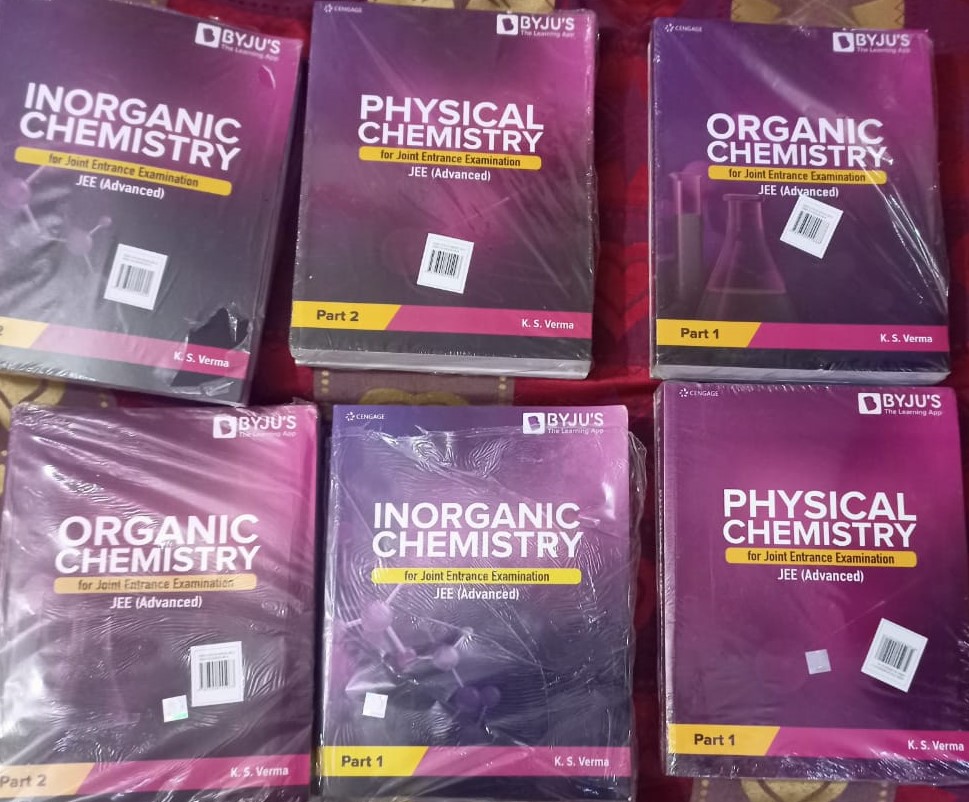 BYJU'S
The Learning App
INORGANIC
CHEMISTRY
for Joint Entrance Examination
JEE (Advanced)
2
K. S. Verma
CENGAGE
BYJU'S
The Learning App
PHYSICAL
CHEMISTRY
for Joint Entrance Examination
JEE (Advanced)
Part 2
K. S. Verma
CENGAGE
BYJU'S
The Learning App
ORGANIC
CHEMISTRY
for Joint Entrance Examination
JEE (Advanced)
Part 1
K. S. Verma
BYJU'S
The Learning App
ORGANIC
CHEMISTRY
for Joint Entrance Examination
JEE (Advanced)
Part 2
K. S. Verma
CENGAGE
BYJU'S
The Learning App
INORGANIC
CHEMISTRY
for Joint Entrance Examination
JEE (Advanced)
Part 1
K. S. Verma
CENGAGE
BYJU'S
The Learning App
PHYSICAL
CHEMISTRY
for Joint Entrance Examination
JEE (Advanced)
Part 1
K. S. Verma